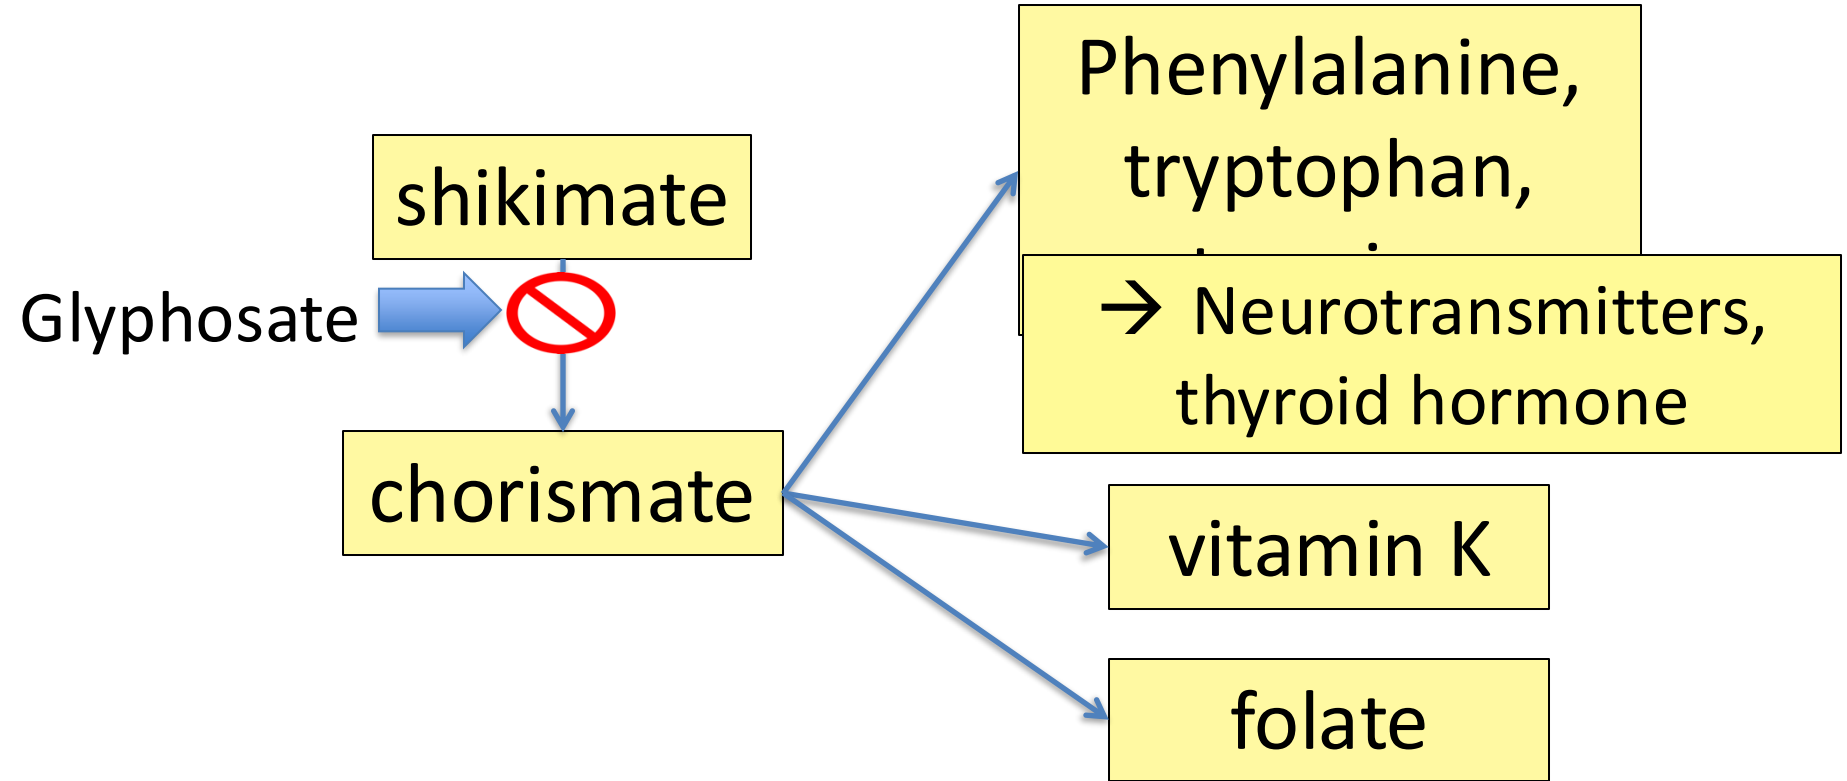 Phenylalanine,
tryptophan,
shikimate
Glyphosate
→ Neurotransmitters,
thyroid hormone
chorismate
vitamin K
folate